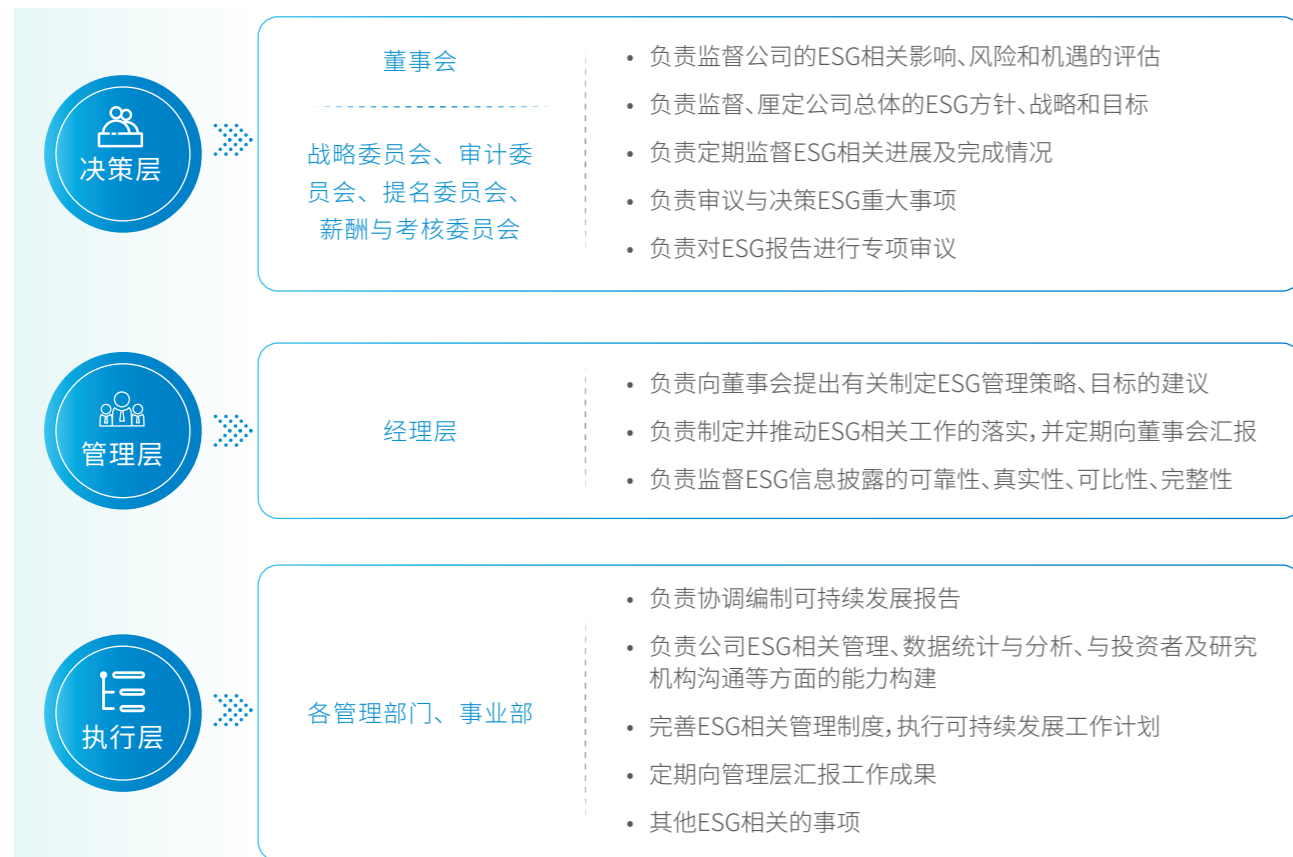 决策层
董事会
战略委员会、审计委
员会、提名委员会、
薪酬与考核委员会
• 负责监督公司的ESG相关影响、风险和机遇的评估
• 负责监督、厘定公司总体的ESG方针、战略和目标
• 负责定期监督ESG相关进展及完成情况
• 负责审议与决策ESG重大事项
• 负责对ESG报告进行专项审议
管理层
经理层
• 负责向董事会提出有关制定ESG管理策略、目标的建议
• 负责制定并推动ESG相关工作的落实,并定期向董事会汇报
• 负责监督ESG信息披露的可靠性、真实性、可比性、完整性
执行层
各管理部门、事业部
• 负责协调编制可持续发展报告
• 负责公司ESG相关管理、数据统计与分析、与投资者及研究
机构沟通等方面的能力构建
• 完善ESG相关管理制度,执行可持续发展工作计划
• 定期向管理层汇报工作成果
• 其他ESG相关的事项